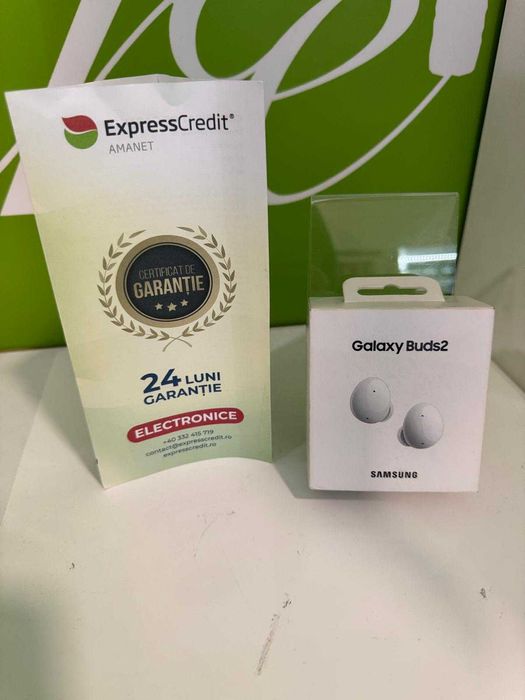 ExpressCredit®
AMANET
CERTIFICAT DE
GARANȚIE
24 LUNI
GARANȚIE
ELECTRONICE
+40 332 415 719
contact@expresscredit.ro
expresscredit.ro
Galaxy Buds2
SAMSUNG